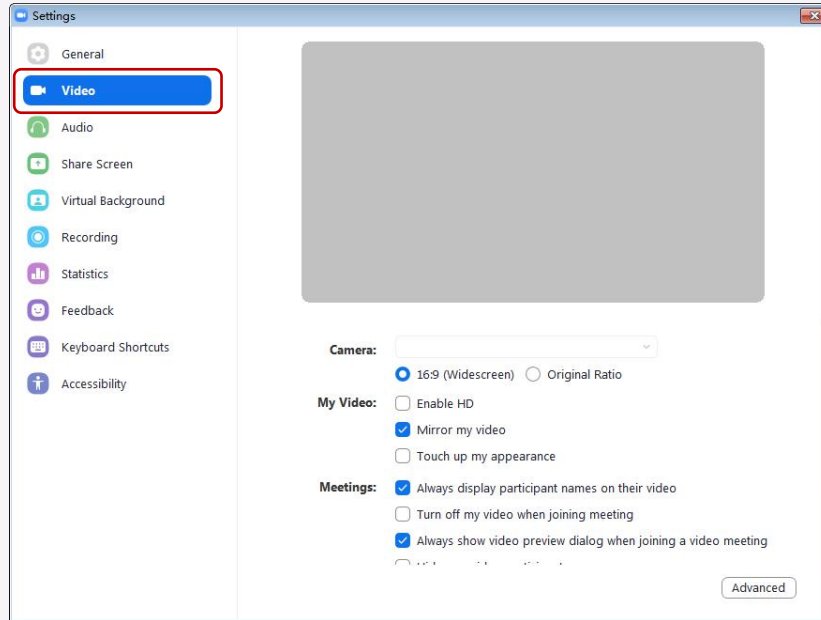 Settings
General
Video
Audio
Share Screen
Virtual Background
Recording
Statistics
Feedback
Keyboard Shortcuts
Accessibility
Camera:
16:9 (Widescreen) Original Ratio
My Video: Enable HD
Mirror my video
Touch up my appearance
Meetings: Always display participant names on their video
Turn off my video when joining meeting
Always show video preview dialog when joining a video meeting
Advanced